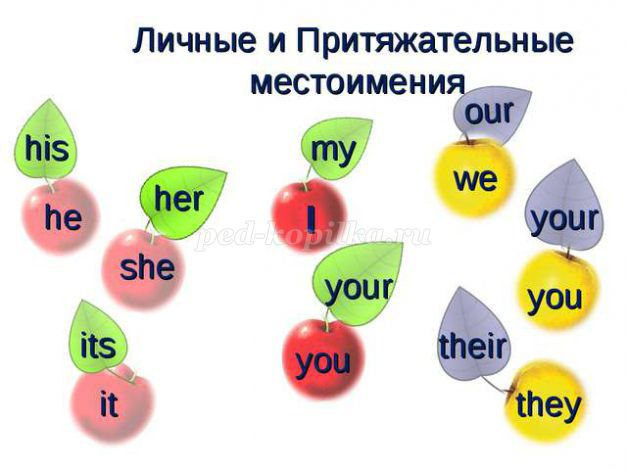 Личные и Притяжательные
местоимения
his
he
her
she
its
it
my
I
your
you
our
we
your
you
their
they
ped-kopilka.ru